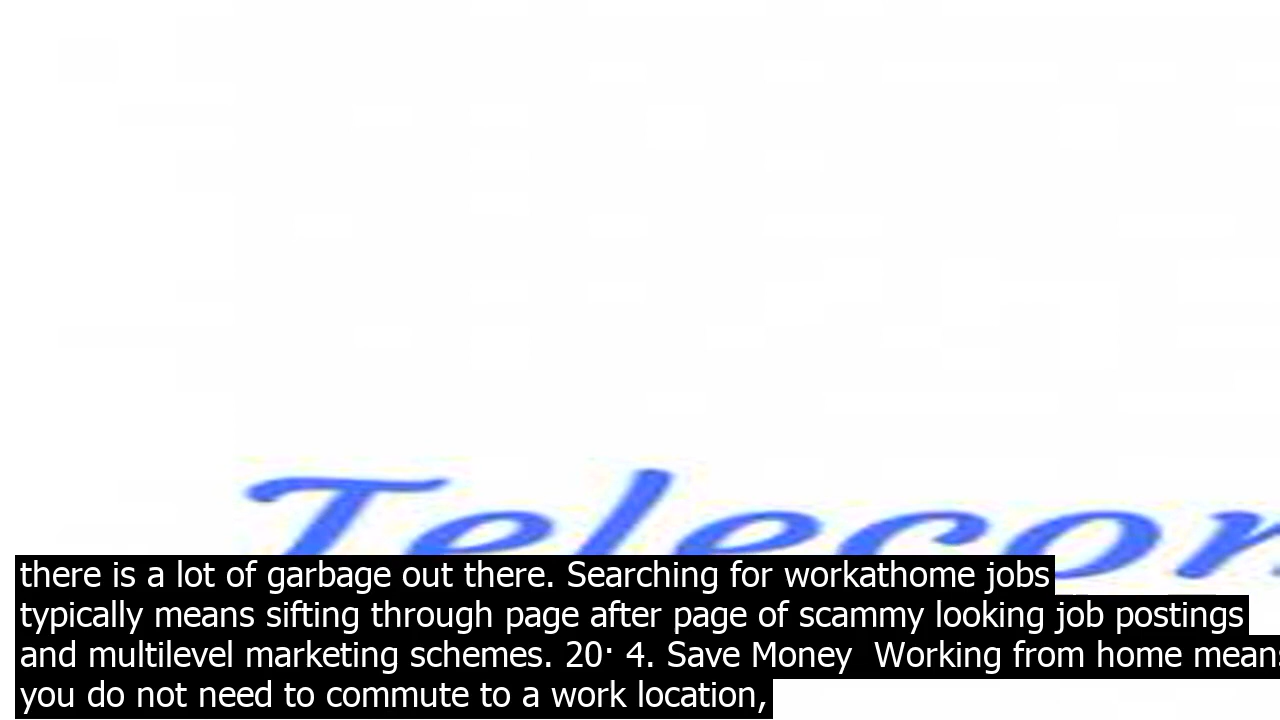 Telecom
there is a lot of garbage out there. Searching for workathome jobs
typically means sifting through page after page of scammy looking job postings
and multilevel marketing schemes. 20· 4. Save Money  Working from home means
you do not need to commute to a work location,